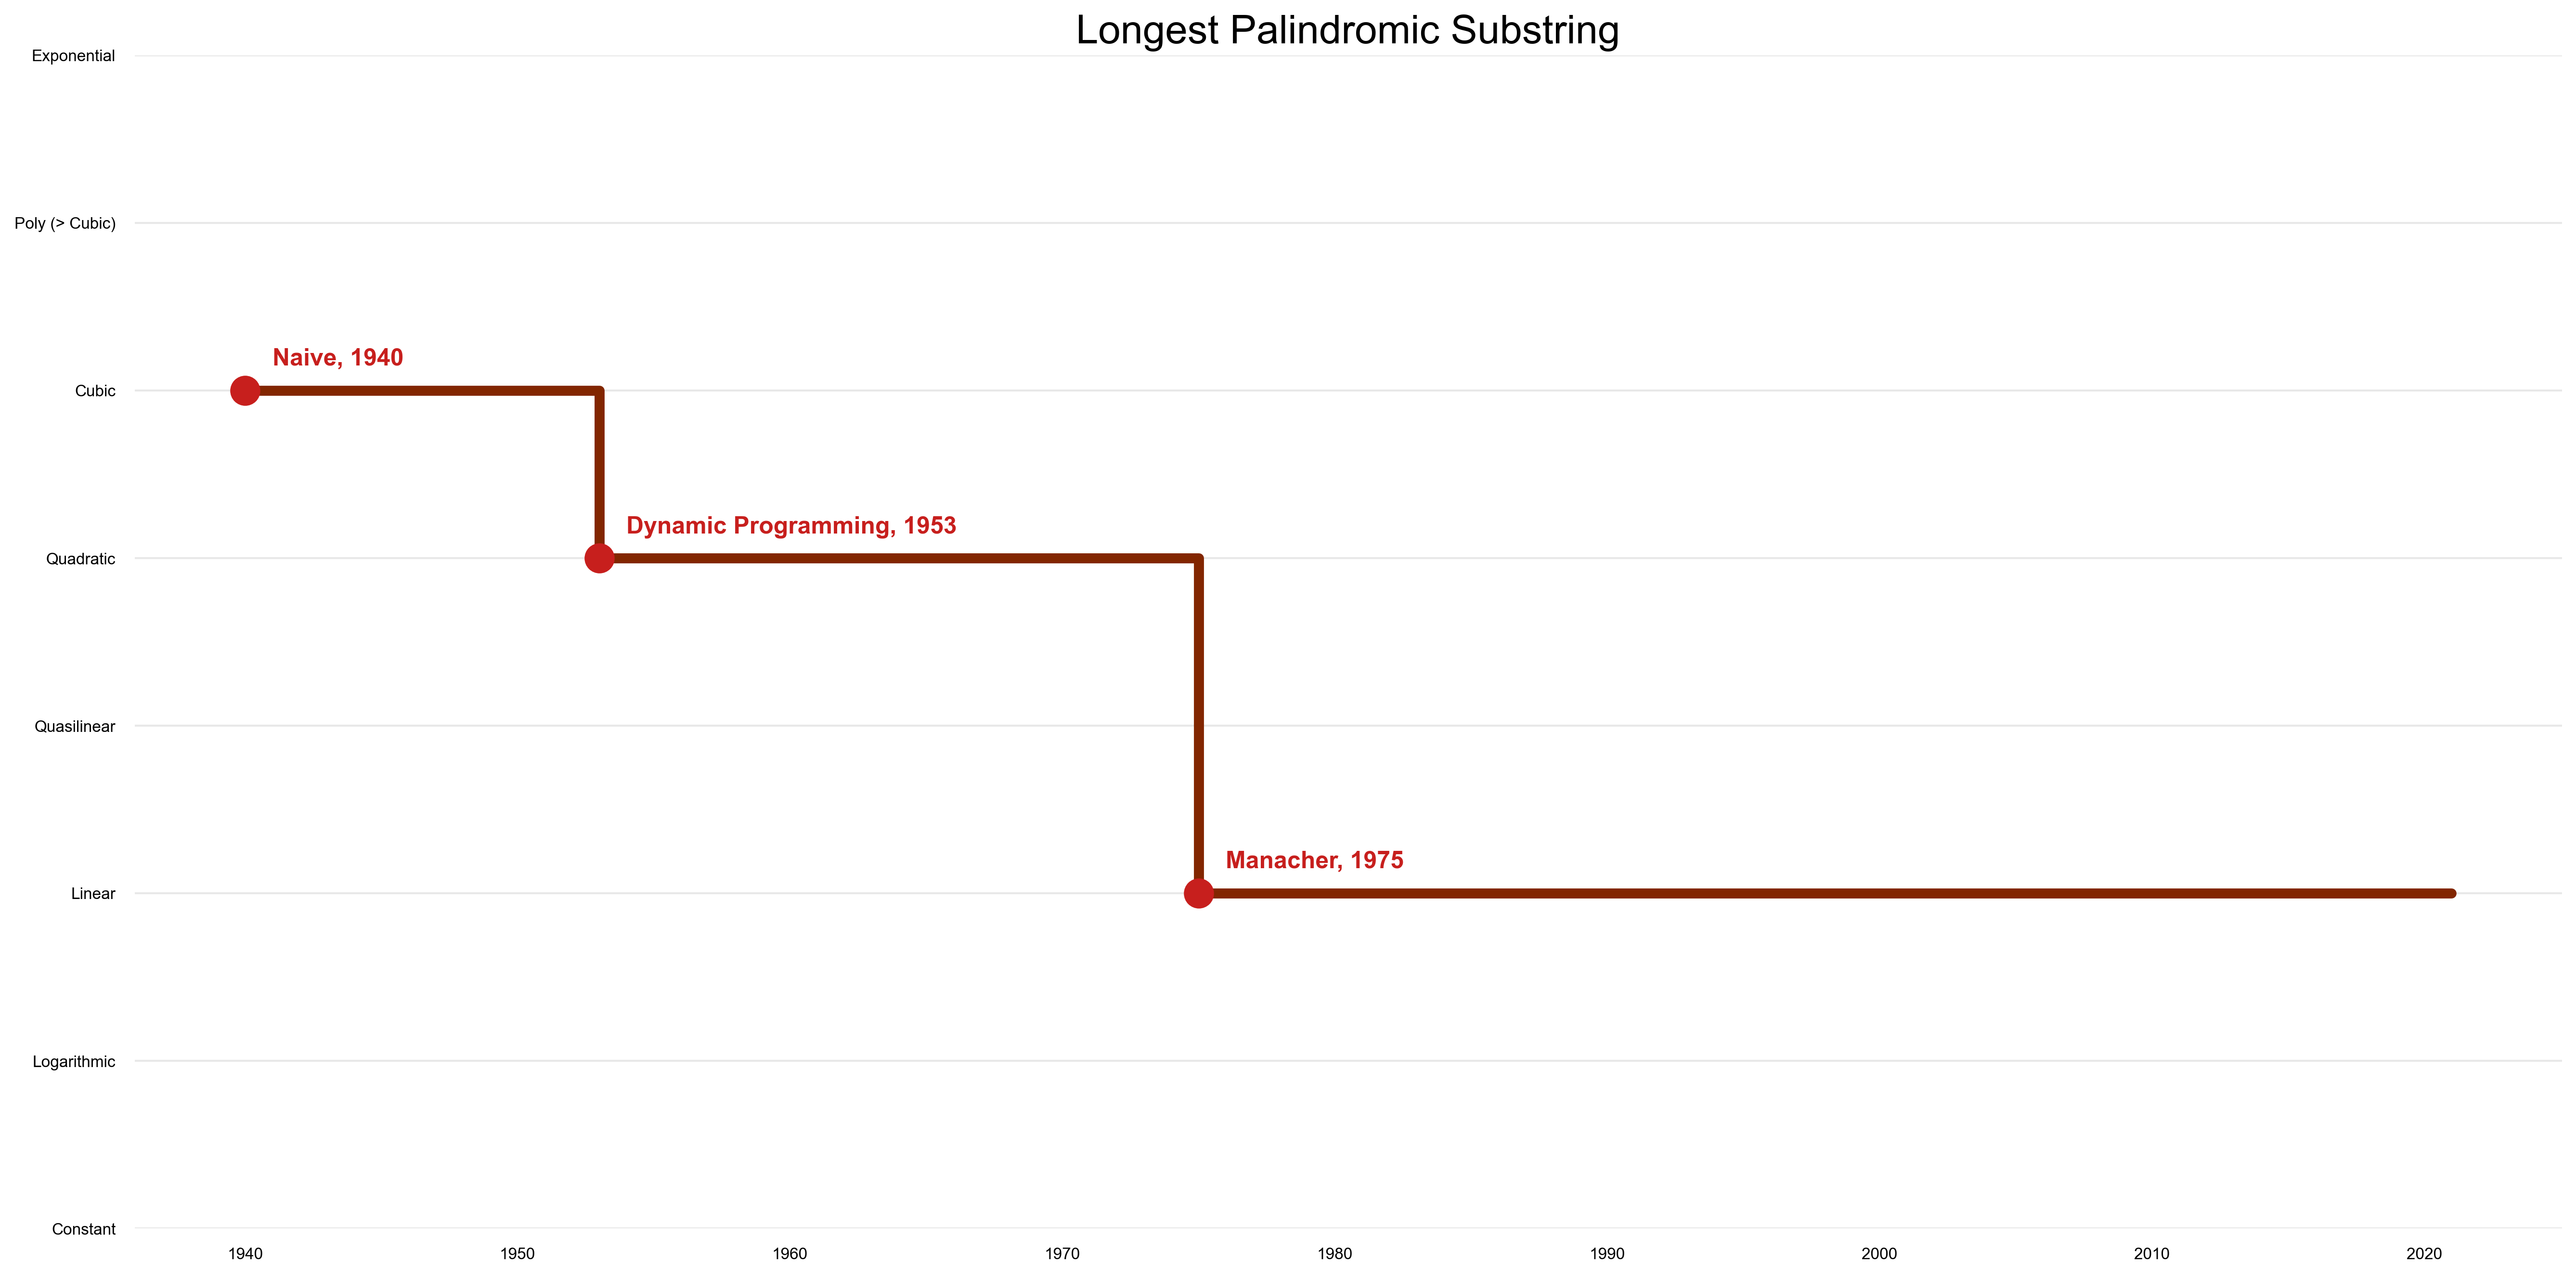 Longest Palindromic Substring
Exponential
Poly (> Cubic)
Naive, 1940
Cubic
Dynamic Programming, 1953
Quadratic
Quasilinear
Manacher, 1975
Linear
Logarithmic
Constant
1940 1950 1960 1970 1980 1990 2000 2010 2020